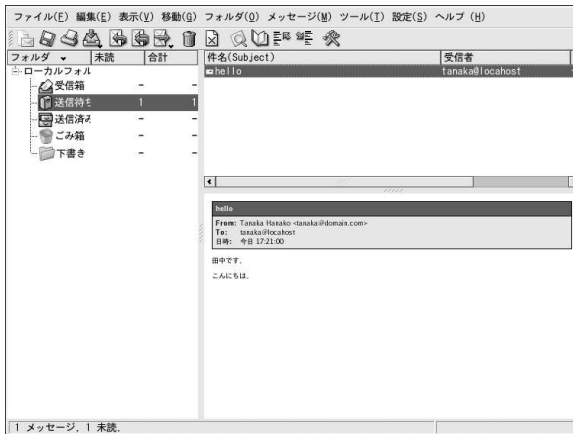 ファイル(F) 編集(E) 表示(V) 移動(G) フォルダ(O) メッセージ(M) ツール(T) 設定(S) ヘルプ (H)
フォルダ 未読 合計 件名(Subject) 受信者
ローカルフォル hello tanaka@locahost
受信箱 - -
送信待ち 1 1
送信済み - -
ごみ箱 - -
下書き - -
hello
From: Tanaka Hanako <tanaka@domain.com>
To: tanaka@locahost
日時: 今日 17:21:00
田中です.
こんにちは.
1 メッセージ, 1 未読.